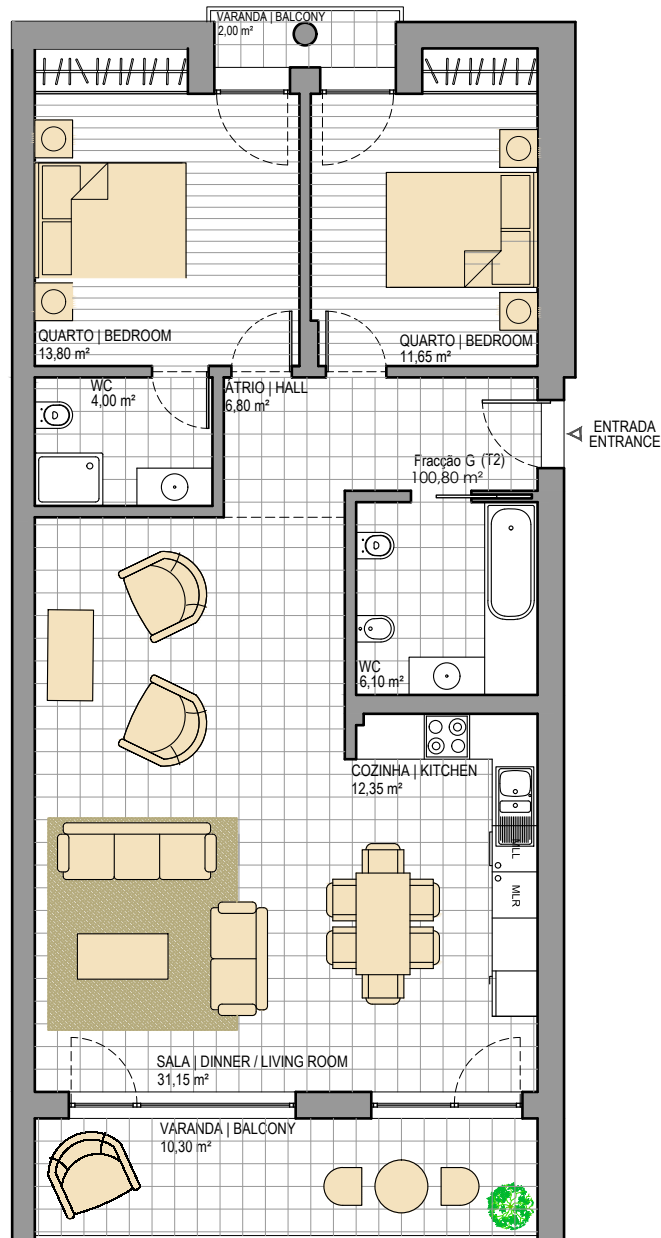 VARANDA | BALCONY
2,00 m²
QUARTO | BEDROOM
13,80 m²
QUARTO | BEDROOM
11,65 m²
WC
4,00 m²
ÁTRIO | HALL
6,80 m²
ENTRADA
ENTRANCE
Fracção G (T2)
100,80 m²
WC
6,10 m²
COZINHA | KITCHEN
12,35 m²
MLL
MLR
SALA | DINNER / LIVING ROOM
31,15 m²
VARANDA | BALCONY
10,30 m²